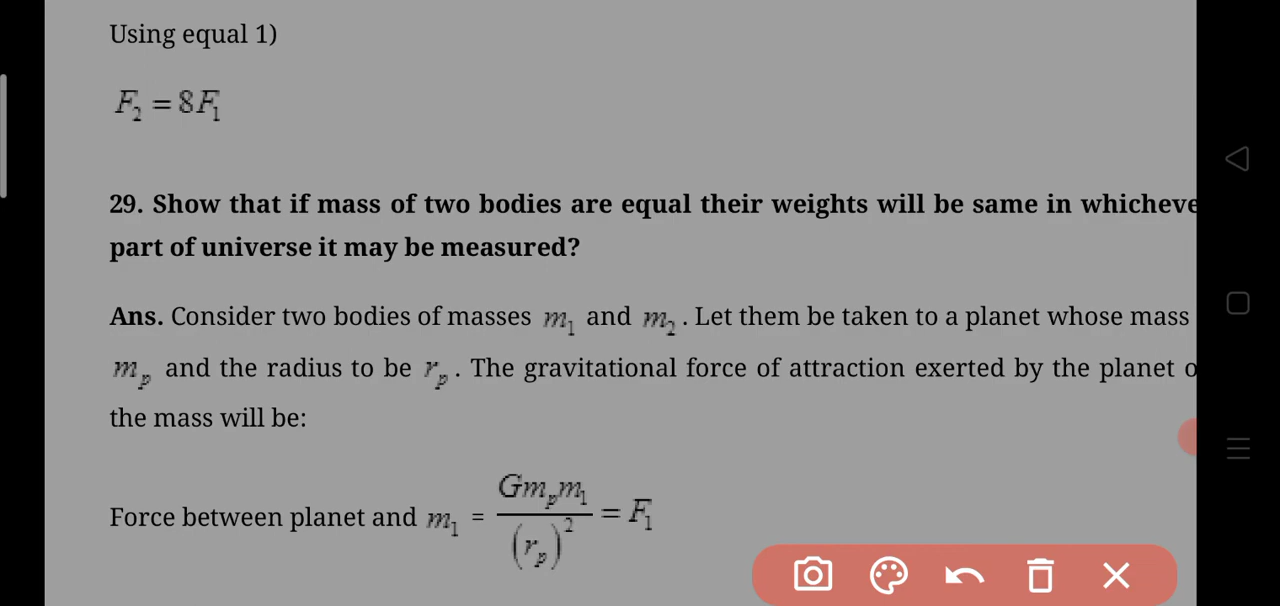 Using equal 1)
F₂ = 8F₁
29. Show that if mass of two bodies are equal their weights will be same in whicheve
part of universe it may be measured?
Ans. Consider two bodies of masses m₁ and m₂. Let them be taken to a planet whose mass
mₚ and the radius to be rₚ. The gravitational force of attraction exerted by the planet o
the mass will be:
Force between planet and m₁ = Gmₚm₁/(rₚ)² = F₁